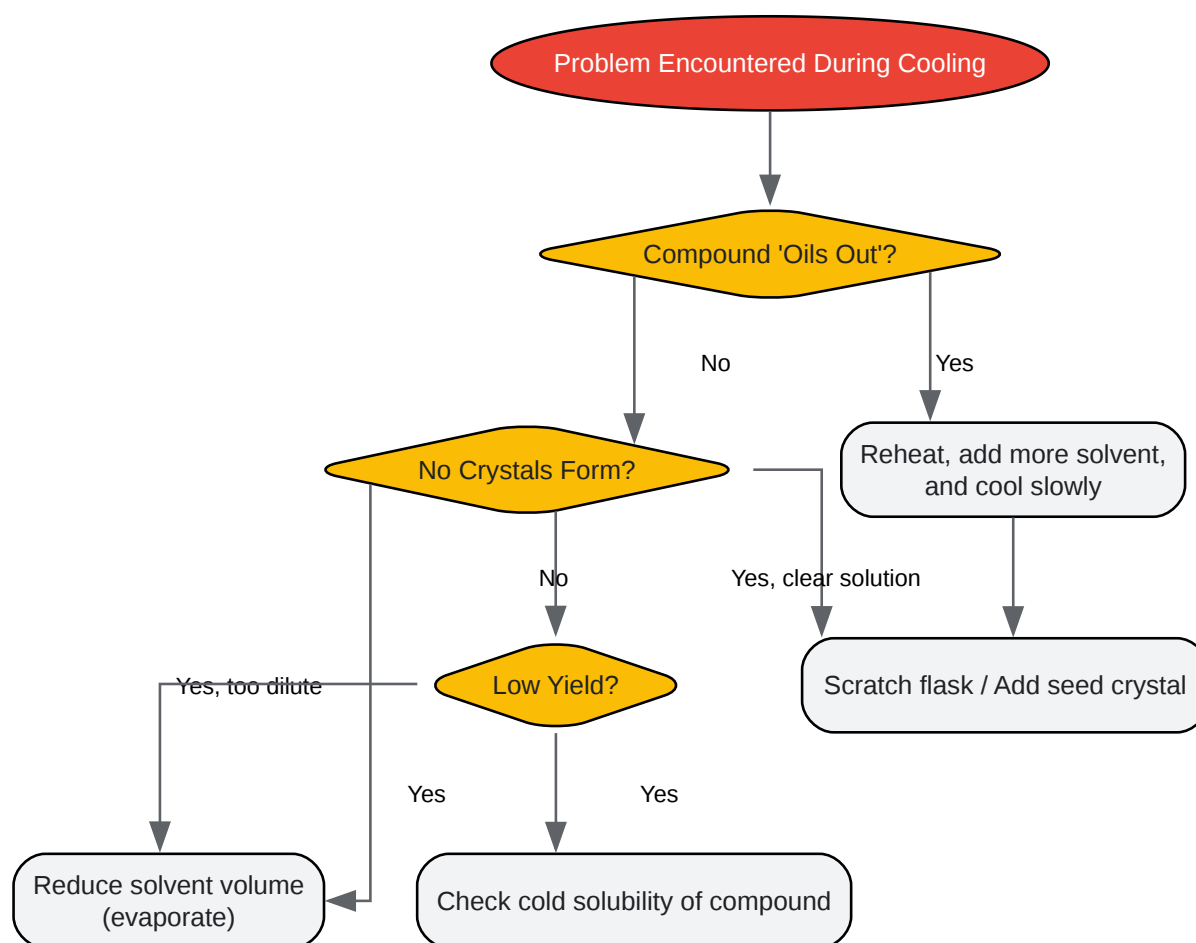 Problem Encountered During Cooling
Compound 'Oils Out'?
No
Yes
Reheat, add more solvent,
and cool slowly
No Crystals Form?
No
Yes, clear solution
Scratch flask / Add seed crystal
Low Yield?
Yes, too dilute
Yes
Yes
Reduce solvent volume
(evaporate)
Check cold solubility of compound